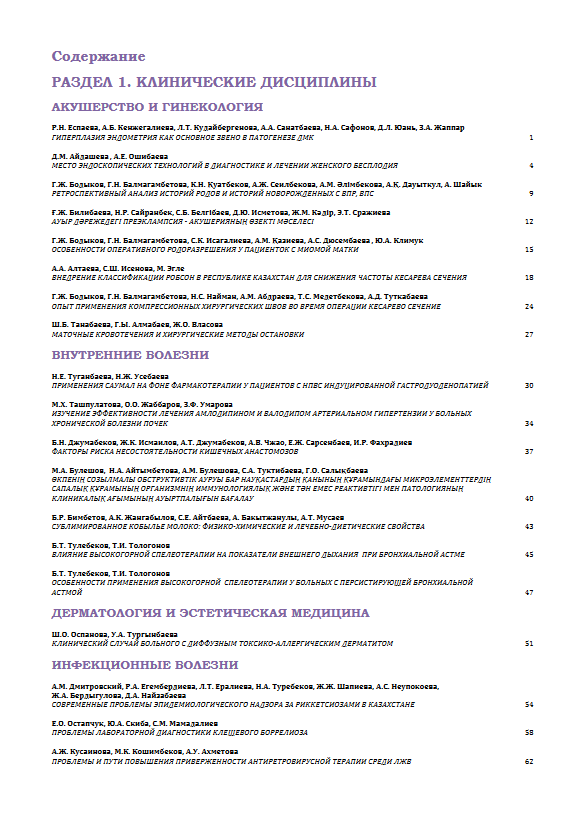 Содержание
РАЗДЕЛ 1. КЛИНИЧЕСКИЕ ДИСЦИПЛИНЫ
АКУШЕРСТВО И ГИНЕКОЛОГИЯ
Р.Н. Еспаева, А.Б. Кенжегалиева, Л.Т. Кудайбергенова, А.А. Санатбаева, Н.А. Сафонов, Д.Л. Юань, З.А. Жаппар
ГИПЕРПЛАЗИЯ ЭНДОМЕТРИЯ КАК ОСНОВНОЕ ЗВЕНО В ПАТОГЕНЕЗЕ ДМК 1
Д.М. Айдашева, А.Е. Ошибаева
МЕСТО ЭНДОСКОПИЧЕСКИХ ТЕХНОЛОГИЙ В ДИАГНОСТИКЕ И ЛЕЧЕНИИ ЖЕНСКОГО БЕСПЛОДИЯ 4
Г.Ж. Бодыков, Г.Н. Балмагамбетова, К.Н. Қуатбеков, А.Ж. Сеилбекова, А.М. Әлімбекова, А.Қ. Дауыткул, А. Шайык
РЕТРОСПЕКТИВНЫЙ АНАЛИЗ ИСТОРИЙ РОДОВ И ИСТОРИЙ НОВОРОЖДЕННЫХ С ВПР, ВПС 9
Ғ.Ж. Билибаева, Н.Р. Сайранбек, С.Б. Белгібаев, Д.Ю. Исметова, Ж.М. Қадір, Э.Т. Сражиева
АУЫР ДӘРЕЖЕДЕГІ ПРЕЭКЛАМПСИЯ - АКУШЕРИЯНЫҢ ӨЗЕКТІ МӘСЕЛЕСІ 12
Г.Ж. Бодыков, Г.Н. Балмагамбетова, С.К. Исагалиева, А.М. Қазиева, А.С. Дюсембаева , Ю.А. Климук
ОСОБЕННОСТИ ОПЕРАТИВНОГО РОДОРАЗРЕШЕНИЯ У ПАЦИЕНТОК С МИОМОЙ МАТКИ 15
А.А. Алтаева, С.Ш. Исенова, М. Эгле
ВНЕДРЕНИЕ КЛАССИФИКАЦИИ РОБСОН В РЕСПУБЛИКЕ КАЗАХСТАН ДЛЯ СНИЖЕНИЯ ЧАСТОТЫ КЕСАРЕВА СЕЧЕНИЯ 18
Г.Ж. Бодыков, Г.Н. Балмагамбетова, Н.С. Найман, А.М. Абдраева, Т.С. Медетбекова, А.Д. Туткабаева
ОПЫТ ПРИМЕНЕНИЯ КОМПРЕССИОННЫХ ХИРУРГИЧЕСКИХ ШВОВ ВО ВРЕМЯ ОПЕРАЦИИ КЕСАРЕВО СЕЧЕНИЕ 24
Ш.Б. Танабаева, Г.Ы. Алмабаев, Ж.О. Власова
МАТОЧНЫЕ КРОВОТЕЧЕНИЯ И ХИРУРГИЧЕСКИЕ МЕТОДЫ ОСТАНОВКИ 27
ВНУТРЕННИЕ БОЛЕЗНИ
Н.Е. Туганбаева, Н.Ж. Усебаева
ПРИМЕНЕНИЯ САУМАЛ НА ФОНЕ ФАРМАКОТЕРАПИИ У ПАЦИЕНТОВ С НПВС ИНДУЦИРОВАННОЙ ГАСТРОДУОДЕНОПАТИЕЙ 30
М.Х. Ташпулатова, О.О. Жаббаров, З.Ф. Умарова
ИЗУЧЕНИЕ ЭФФЕКТИВНОСТИ ЛЕЧЕНИЯ АМЛОДИПИНОМ И ВАЛОДИПОМ АРТЕРИАЛЬНОМ ГИПЕРТЕНЗИИ У БОЛЬНЫХ
ХРОНИЧЕСКОЙ БОЛЕЗНИ ПОЧЕК 34
Б.Н. Джумабеков, Ж.К. Исмаилов, А.Т. Джумабеков, А.В. Чжао, Е.Ж. Сарсенбаев, И.Р. Фахрадиев
ФАКТОРЫ РИСКА НЕСОСТОЯТЕЛЬНОСТИ КИШЕЧНЫХ АНАСТОМОЗОВ 37
М.А. Булешов, Н.А. Айтымбетова, А.М. Булешова, С.А. Туктибаева, Г.О. Салықбаева
ӨКПЕНІҢ СОЗЫЛМАЛЫ ОБСТРУКТИВТІК АУРУЫ БАР НАУҚАСТАРДЫҢ ҚАНЫНЫҢ ҚҰРАМЫНДАҒЫ МИКРОЭЛЕМЕНТТЕРДІҢ
САПАЛЫҚ ҚҰРАМЫНЫҢ ОРГАНИЗМНІҢ ИММУНОЛОГИЯЛЫҚ ЖӘНЕ ТӘН ЕМЕС РЕАКТИВТІГІ МЕН ПАТОЛОГИЯНЫҢ
КЛИНИКАЛЫҚ АҒЫМЫНЫҢ АУЫРТПАЛЫҒЫН БАҒАЛАУ 40
Б.Р. Бимбетов, А.К. Жангабылов, С.Е. Айтбаева, А. Бакытжанулы, А.Т. Мусаев
СУБЛИМИРОВАННОЕ КОБЫЛЬЕ МОЛОКО: ФИЗИКО-ХИМИЧЕСКИЕ И ЛЕЧЕБНО-ДИЕТИЧЕСКИЕ СВОЙСТВА 43
Б.Т. Тулебеков, Т.И. Тологонов
ВЛИЯНИЕ ВЫСОКОГОРНОЙ СПЕЛЕОТЕРАПИИ НА ПОКАЗАТЕЛИ ВНЕШНЕГО ДЫХАНИЯ ПРИ БРОНХИАЛЬНОЙ АСТМЕ 45
Б.Т. Тулебеков, Т.И. Тологонов
ОСОБЕННОСТИ ПРИМЕНЕНИЯ ВЫСОКОГОРНОЙ СПЕЛЕОТЕРАПИИ У БОЛЬНЫХ С ПЕРСИСТИРУЮЩЕЙ БРОНХИАЛЬНОЙ
АСТМОЙ 47
ДЕРМАТОЛОГИЯ И ЭСТЕТИЧЕСКАЯ МЕДИЦИНА
Ш.О. Оспанова, У.А. Тургынбаева
КЛИНИЧЕСКИЙ СЛУЧАЙ БОЛЬНОГО С ДИФФУЗНЫМ ТОКСИКО-АЛЛЕРГИЧЕСКИМ ДЕРМАТИТОМ 51
ИНФЕКЦИОННЫЕ БОЛЕЗНИ
А.М. Дмитровский, Р.А. Егембердиева, Л.Т. Ералиева, Н.А. Туребеков, Ж.Ж. Шапиева, А.С. Неупокоева,
Ж.А. Бердыгулова, Д.А. Найзабаева
СОВРЕМЕННЫЕ ПРОБЛЕМЫ ЭПИДЕМИОЛОГИЧЕСКОГО НАДЗОРА ЗА РИККЕТСИОЗАМИ В КАЗАХСТАНЕ 54
Е.О. Остапчук, Ю.А. Скиба, С.М. Мамадалиев
ПРОБЛЕМЫ ЛАБОРАТОРНОЙ ДИАГНОСТИКИ КЛЕЩЕВОГО БОРРЕЛИОЗА 58
А.Ж. Кусаинова, М.К. Кошимбеков, А.У. Ахметова
ПРОБЛЕМЫ И ПУТИ ПОВЫШЕНИЯ ПРИВЕРЖЕННОСТИ АНТИРЕТРОВИРУСНОЙ ТЕРАПИИ СРЕДИ ЛЖВ 62